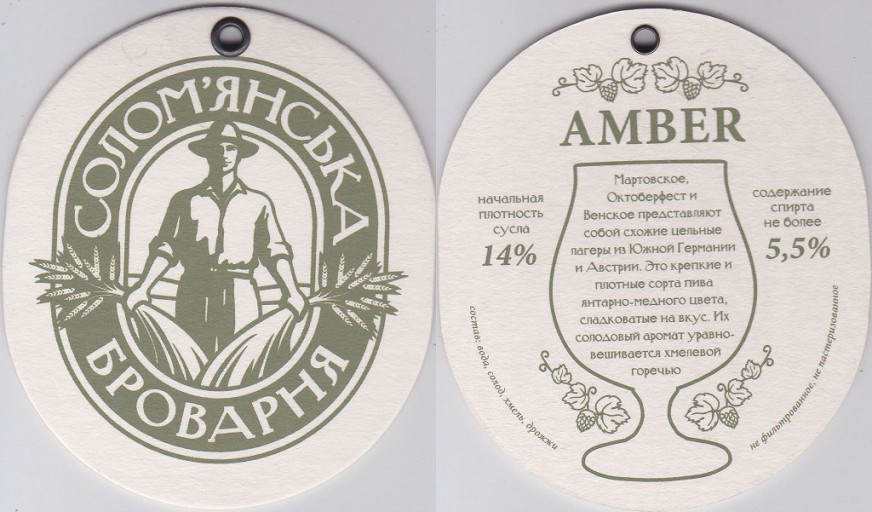 СОЛОМ'ЯНСЬКА
БРОВАРНЯ
AMBER
начальная
плотность
сусла
14%
Мартовское,
Октоберфест и
Венское представляют
собой схожие цельные
лагеры из Южной Германии
и Австрии. Это крепкие и
плотные сорта пива
янтарно-медного цвета,
сладковатые на вкус. Их
солодовый аромат уравно-
вешивается хмелевой
горечью
содержание
спирта
не более
5,5%
состав: вода, солод, хмель, дрожжи
не фильтрованное, не пастеризованное